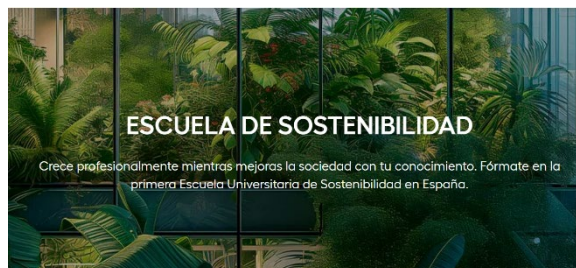 ESCUELA DE SOSTENIBILIDAD
Crece profesionalmente mientras mejoras la sociedad con tu conocimiento. Fórmate en la
primera Escuela Universitaria de Sostenibilidad en España.